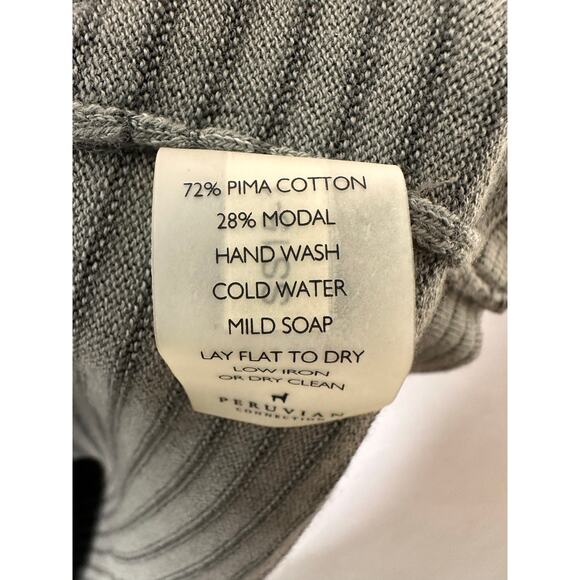 72% PIMA COTTON
28% MODAL
HAND WASH
COLD WATER
MILD SOAP
LAY FLAT TO DRY
LOW IRON
OR DRY CLEAN
PERUVIAN
CONNECTION